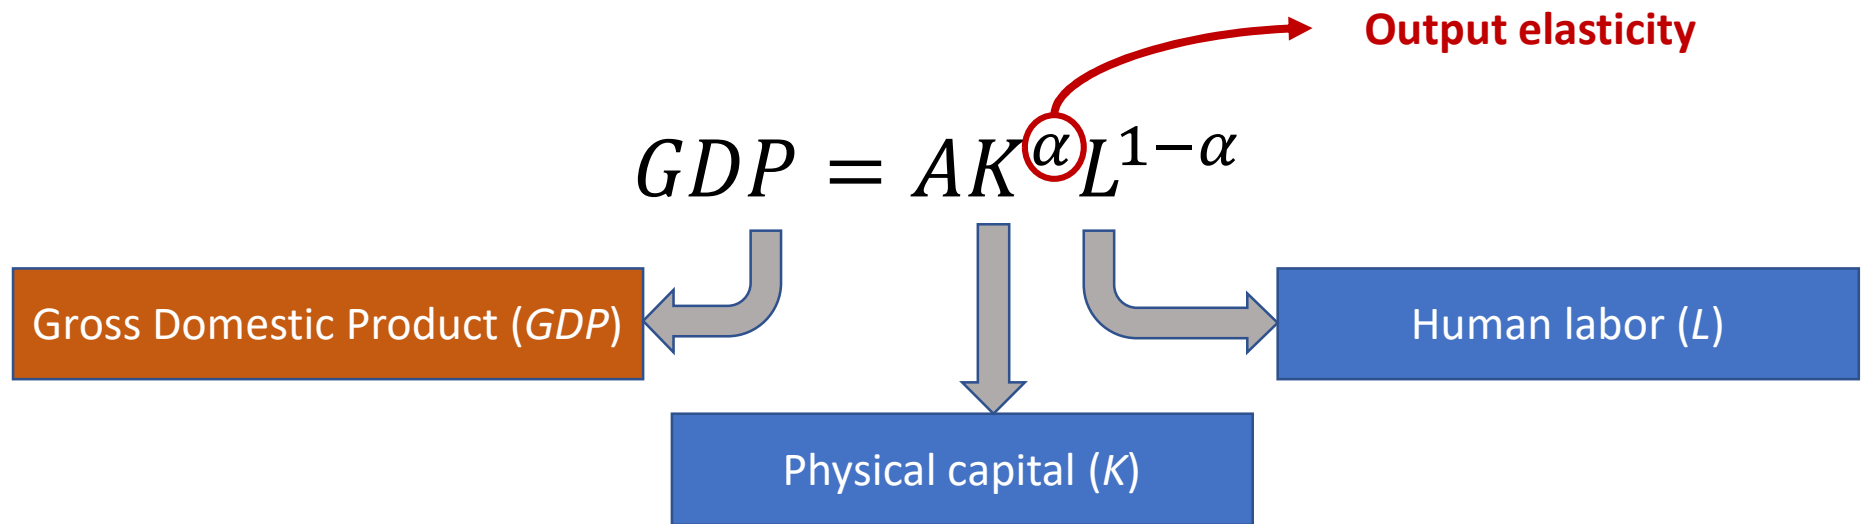 Output elasticity
GDP = AK^α L^{1−α}
Gross Domestic Product (GDP)
Human labor (L)
Physical capital (K)